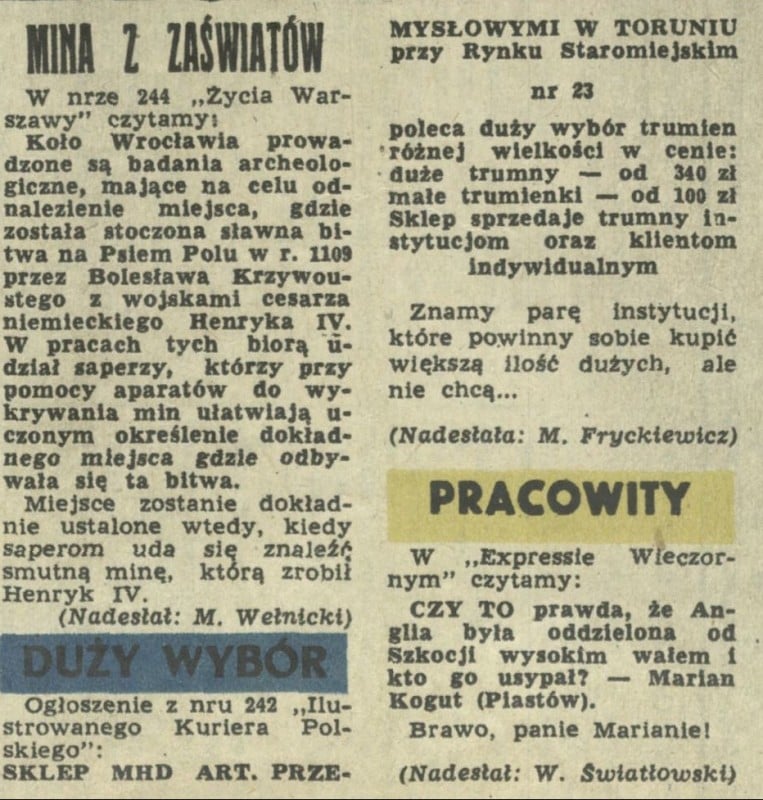 MINA Z ZAŚWIATÓW
W nrze 244 „Życia War-
szawy” czytamy:
Koło Wrocławia prowa-
dzone są badania archeolo-
giczne, mające na celu od-
nalezienie miejsca, gdzie
została stoczona sławna bi-
twa na Psiem Polu w r. 1109
przez Bolesława Krzywou-
stego z wojskami cesarza
niemieckiego Henryka IV.
W pracach tych biorą u-
dział saperzy, którzy przy
pomocy aparatów do wy-
krywania min ułatwiają u-
czonym określenie dokład-
nego miejsca gdzie odby-
wała się ta bitwa.
Miejsce zostanie dokład-
nie ustalone wtedy, kiedy
saperom uda się znaleźć
smutną minę, którą zrobił
Henryk IV.
(Nadesłał: M. Wełnicki)
DUŻY WYBÓR
Ogłoszenie z nru 242 „Ilu-
strowanego Kuriera Pol-
skiego”:
SKLEP MHD ART. PRZE-
MYSŁOWYMI W TORUNIU
przy Rynku Staromiejskim
nr 23
poleca duży wybór trumien
różnej wielkości w cenie:
duże trumny — od 340 zł
małe trumienki — od 100 zł
Sklep sprzedaje trumny in-
stytucjom oraz klientom
indywidualnym
Znamy parę instytucji,
które powinny sobie kupić
większą ilość dużych, ale
nie chcą...
(Nadesłała: M. Fryckiewicz)
PRACOWITY
W „Expressie Wieczor-
nym” czytamy:
CZY TO prawda, że An-
glia była oddzielona od
Szkocji wysokim wałem i
kto go usypał? — Marian
Kogut (Piastów).
Brawo, panie Marianie!
(Nadesłał: W. Światłowski)